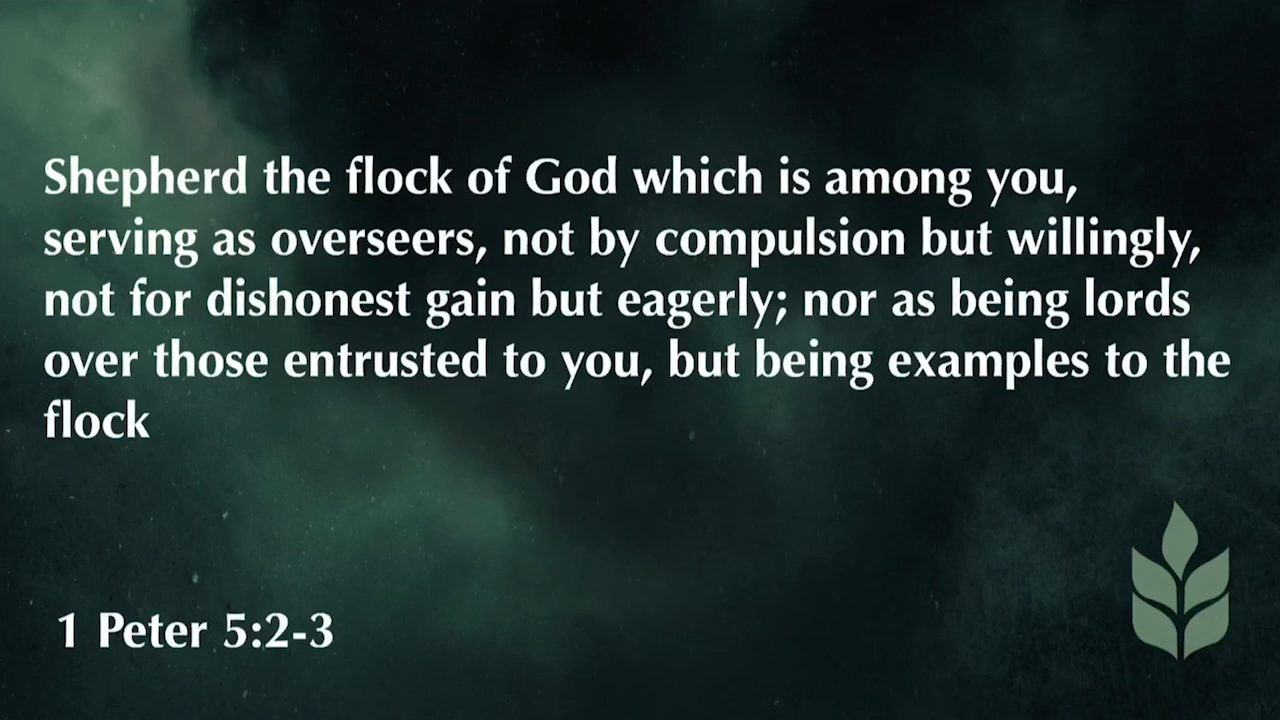 Shepherd the flock of God which is among you,
serving as overseers, not by compulsion but willingly,
not for dishonest gain but eagerly; nor as being lords
over those entrusted to you, but being examples to the
flock
1 Peter 5:2-3